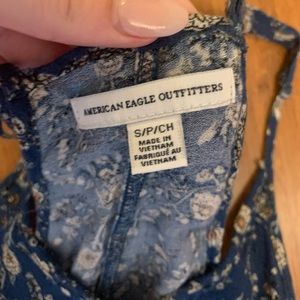 AMERICAN EAGLE OUTFITTERS
S/P/CH
MADE IN
VIETNAM
FABRIQUÉ AU
VIETNAM